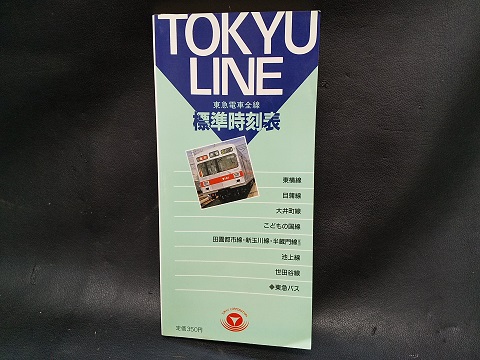 TOKYU
LINE
東急電車全線
標準時刻表
東横線
目蒲線
大井町線
こどもの国線
田園都市線・新玉川線・半蔵門線
池上線
世田谷線
◆東急バス
定価350円